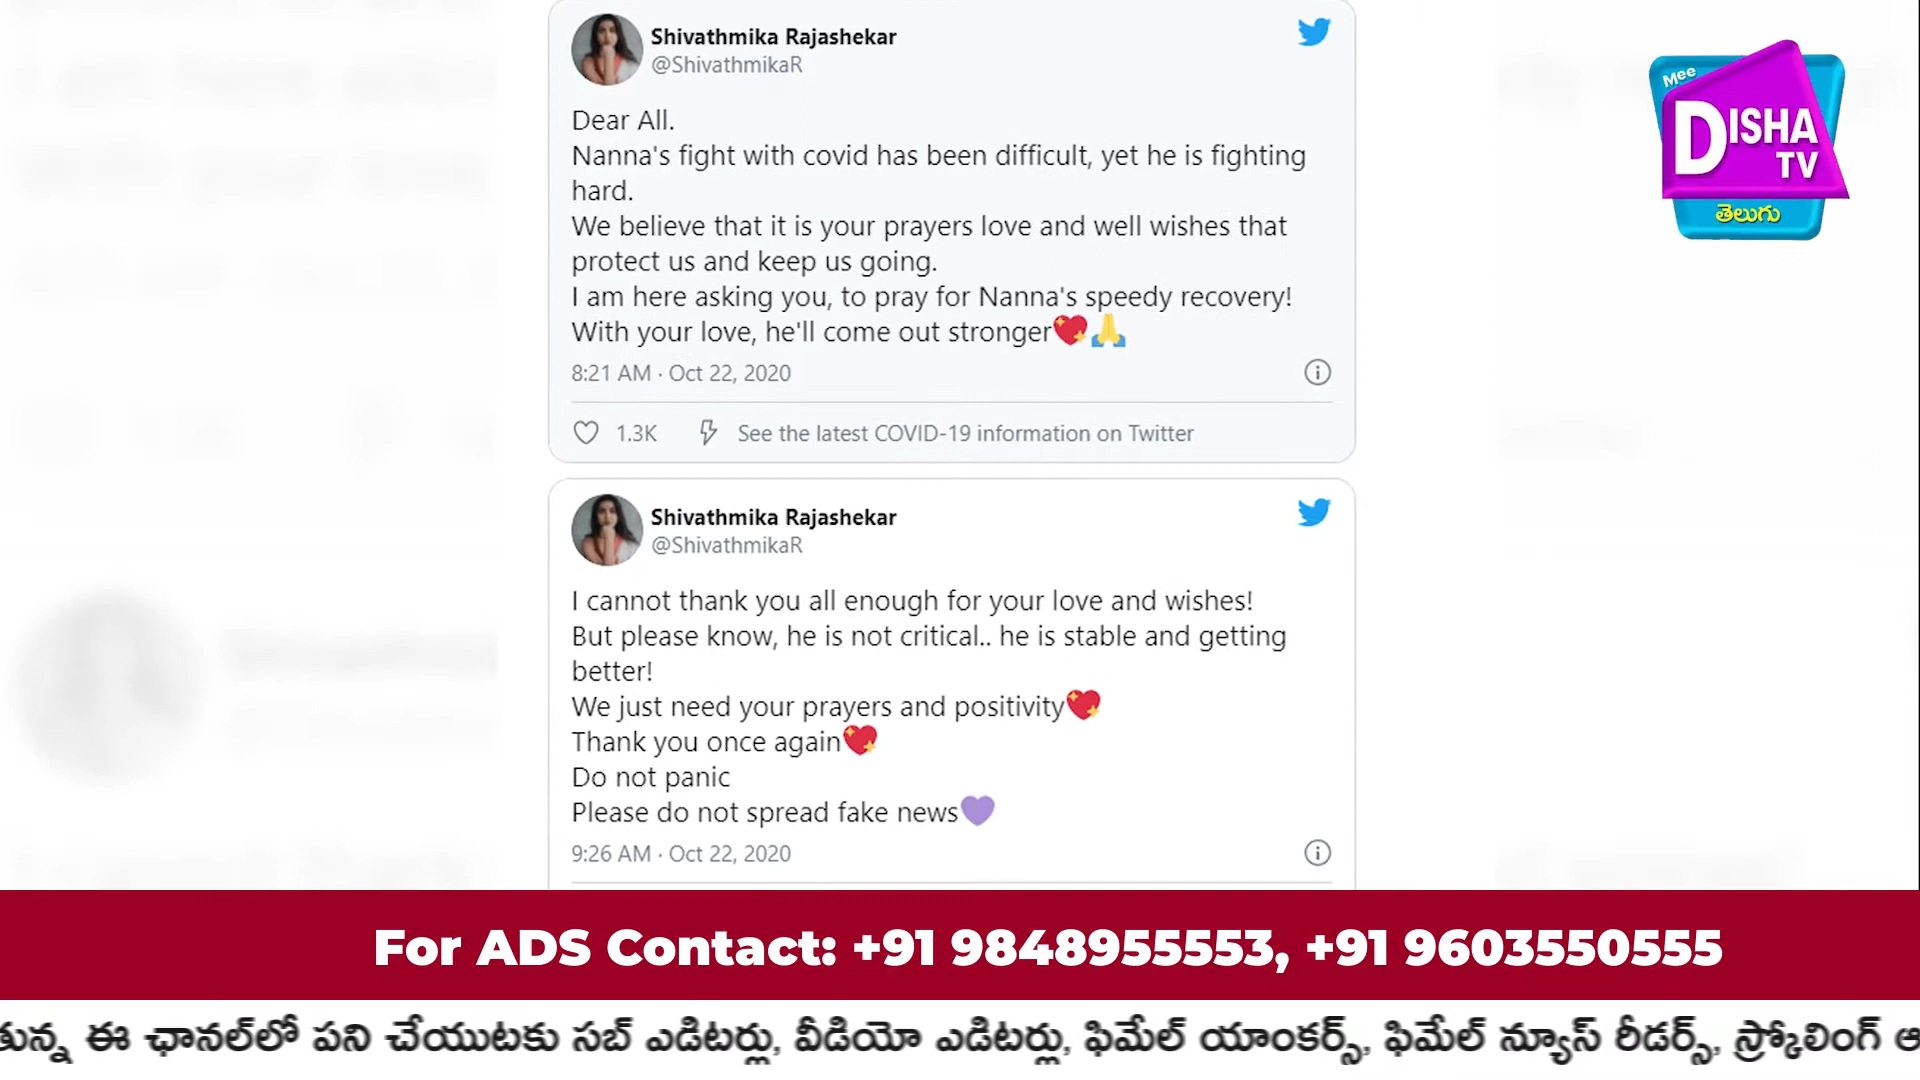 Shivathmika Rajashekar
@ShivathmikaR
Dear All.
Nanna's fight with covid has been difficult, yet he is fighting
hard.
We believe that it is your prayers love and well wishes that
protect us and keep us going.
I am here asking you, to pray for Nanna's speedy recovery!
With your love, he'll come out stronger💖🙏
8:21 AM · Oct 22, 2020
1.3K See the latest COVID-19 information on Twitter
Shivathmika Rajashekar
@ShivathmikaR
I cannot thank you all enough for your love and wishes!
But please know, he is not critical.. he is stable and getting
better!
We just need your prayers and positivity💖
Thank you once again💖
Do not panic
Please do not spread fake news💜
9:26 AM · Oct 22, 2020
Mee
DISHA
TV
తెలుగు
For ADS Contact: +91 9848955553, +91 9603550555
తున్న ఈ ఛానల్‌లో పని చేయుటకు సబ్ ఎడిటర్లు, వీడియో ఎడిటర్లు, ఫిమేల్ యాంకర్స్, ఫిమేల్ న్యూస్ రీడర్స్, స్క్రోలింగ్ ఆ